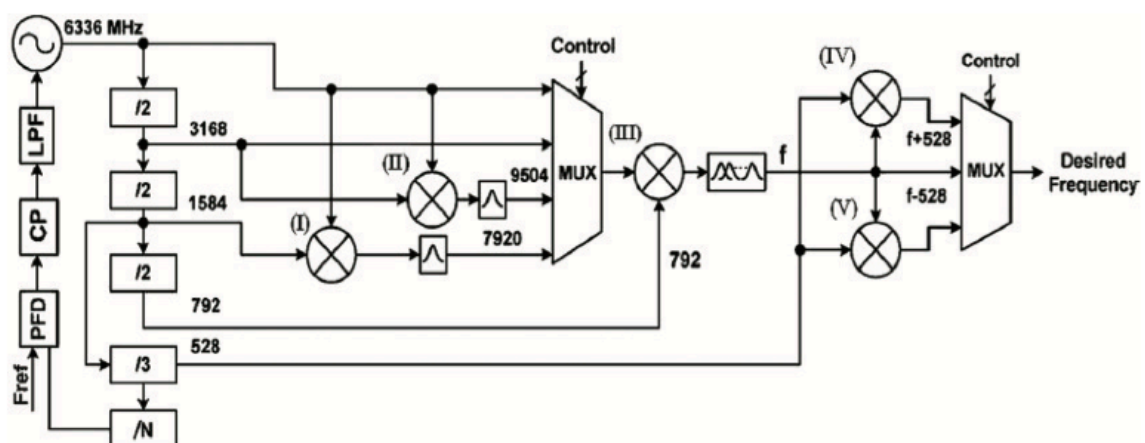 6336 MHz
Control
(IV)
Control
/2
LPF
3168
(III)
f+528
(II)
9504
MUX
f
MUX
Desired
Frequency
/2
f-528
1584
CP
(I)
7920
(V)
/2
792
792
PFD
528
/3
Fref
/N